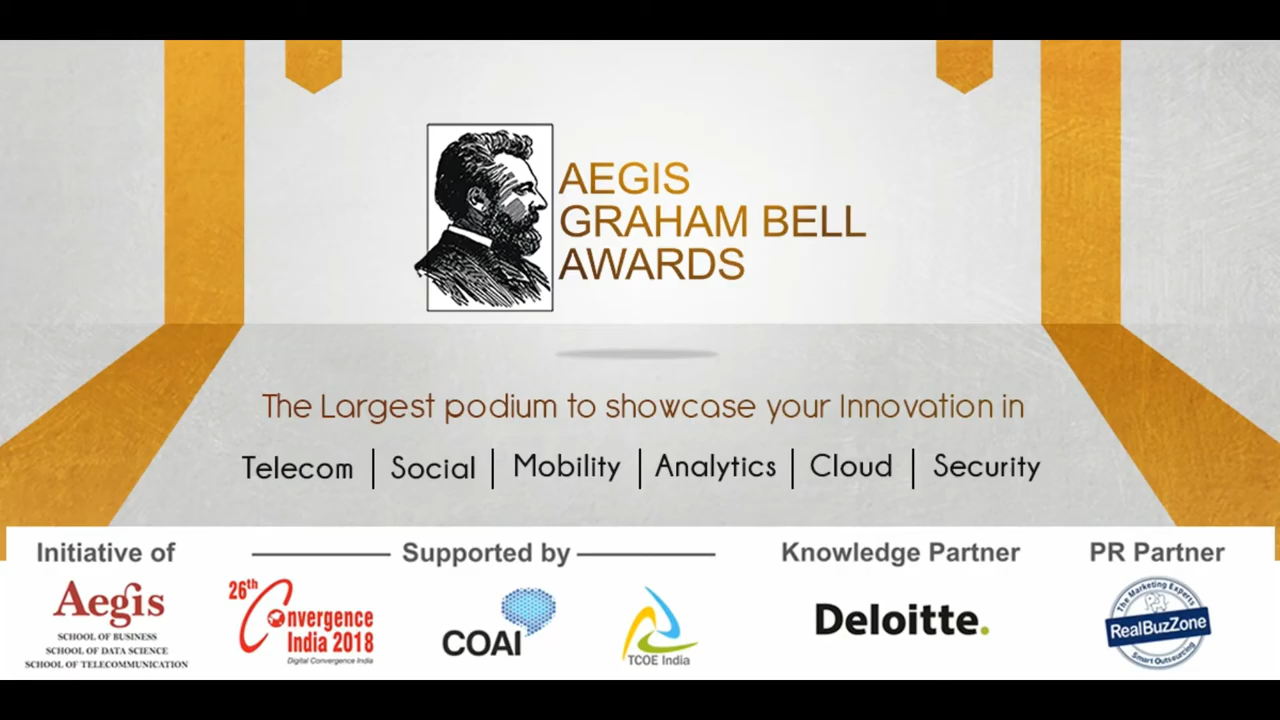 AEGIS
GRAHAM BELL
AWARDS
The Largest podium to showcase your Innovation in
Telecom | Social | Mobility | Analytics | Cloud | Security
Initiative of
Supported by
Knowledge Partner
PR Partner
Aegis
SCHOOL OF BUSINESS
SCHOOL OF DATA SCIENCE
SCHOOL OF TELECOMMUNICATION
26th
Convergence
India 2018
Digital Convergence India
COAI
TCOE India
Deloitte.
The Marketing Experts
RealBuzzZone
Smart Outsourcing